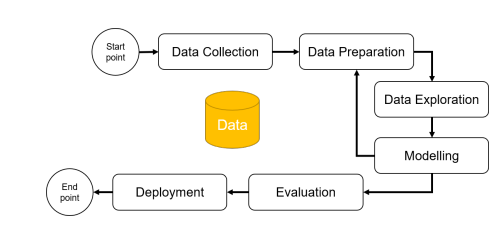 Start
point
Data Collection
Data Preparation
Data Exploration
Data
Modelling
Evaluation
Deployment
End
point